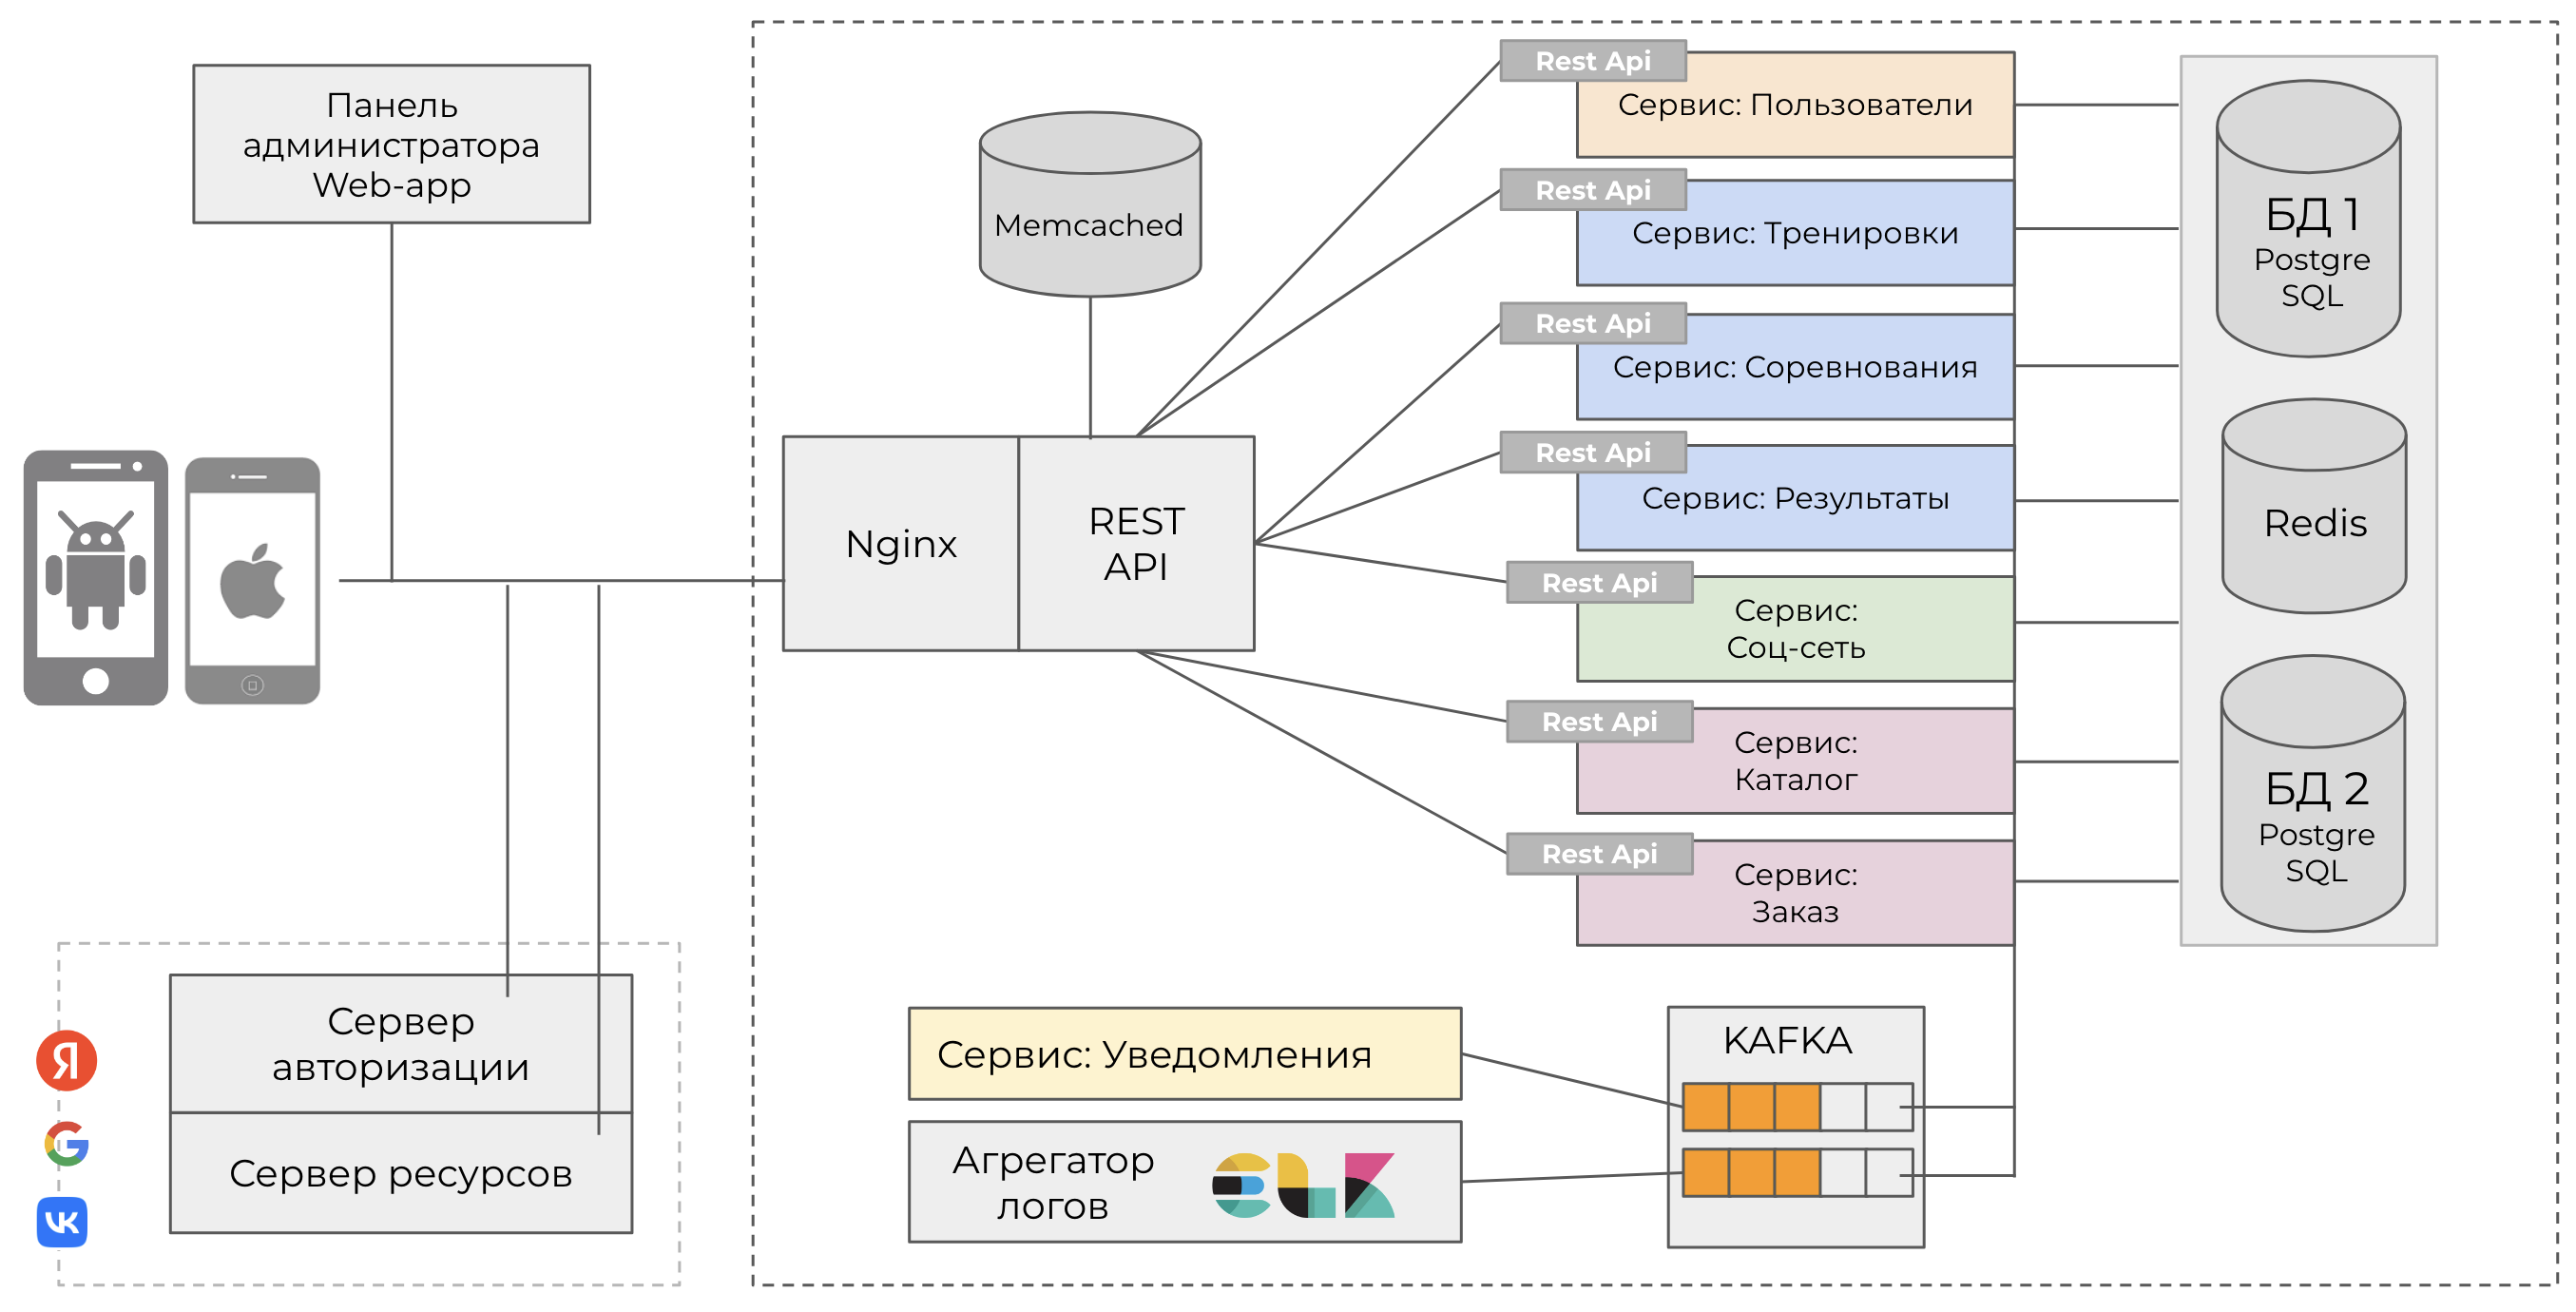 Панель
администратора
Web-app
Memcached
Nginx
REST
API
Rest Api
Сервис: Пользователи
Rest Api
Сервис: Тренировки
Rest Api
Сервис: Соревнования
Rest Api
Сервис: Результаты
Rest Api
Сервис:
Соц-сеть
Rest Api
Сервис:
Каталог
Rest Api
Сервис:
Заказ
БД 1
Postgre
SQL
Redis
БД 2
Postgre
SQL
Сервер
авторизации
Сервер ресурсов
Я
G
VK
Сервис: Уведомления
Агрегатор
логов
ELK
KAFKA